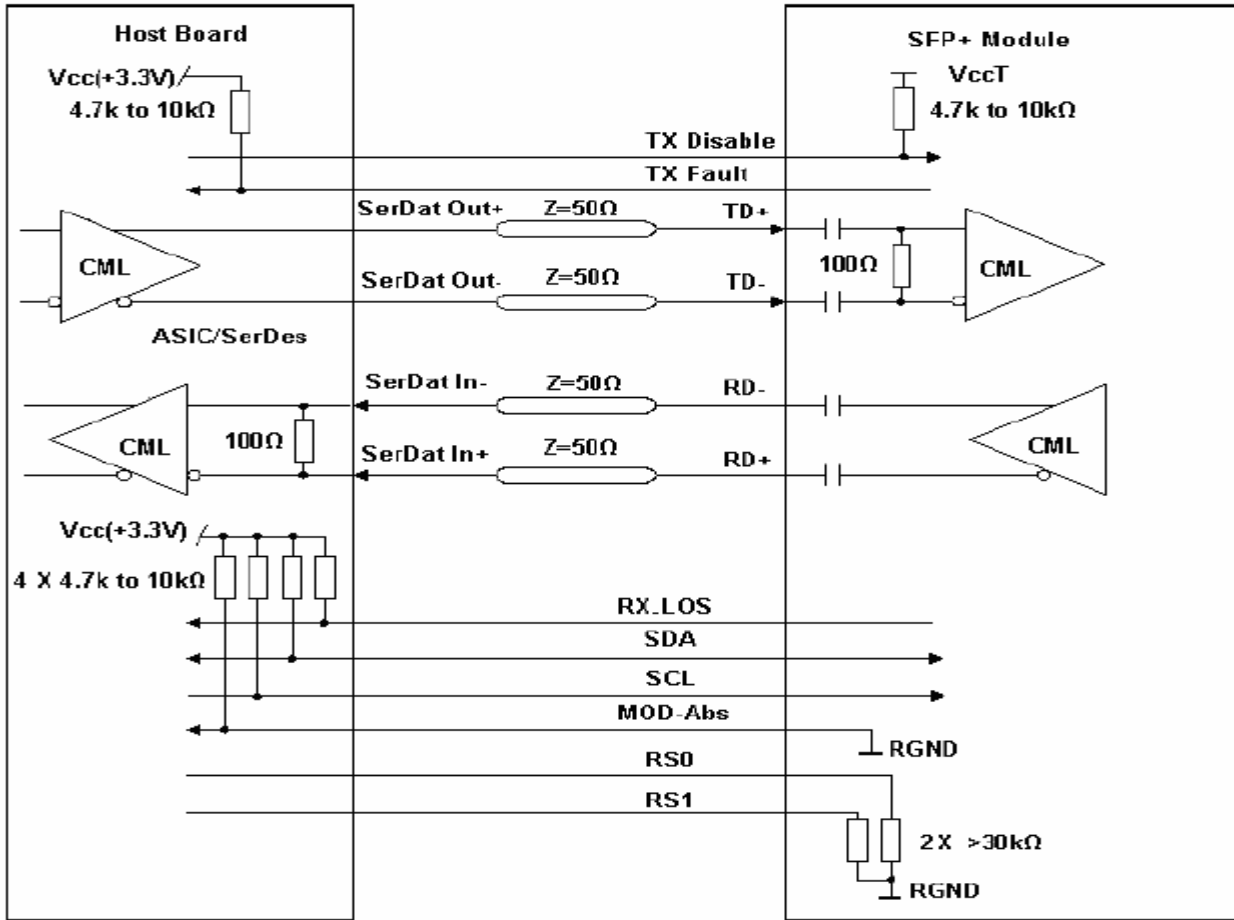 Host Board
SFP+ Module
Vcc(+3.3V)
4.7k to 10kΩ
VccT
4.7k to 10kΩ
TX Disable
TX Fault
SerDat Out+
Z=50Ω
TD+
CML
100Ω
CML
SerDat Out-
Z=50Ω
TD-
ASIC/SerDes
SerDat In-
Z=50Ω
RD-
CML
100Ω
CML
SerDat In+
Z=50Ω
RD+
Vcc(+3.3V)
4 X 4.7k to 10kΩ
RX_LOS
SDA
SCL
MOD-Abs
RGND
RS0
RS1
2X >30kΩ
RGND